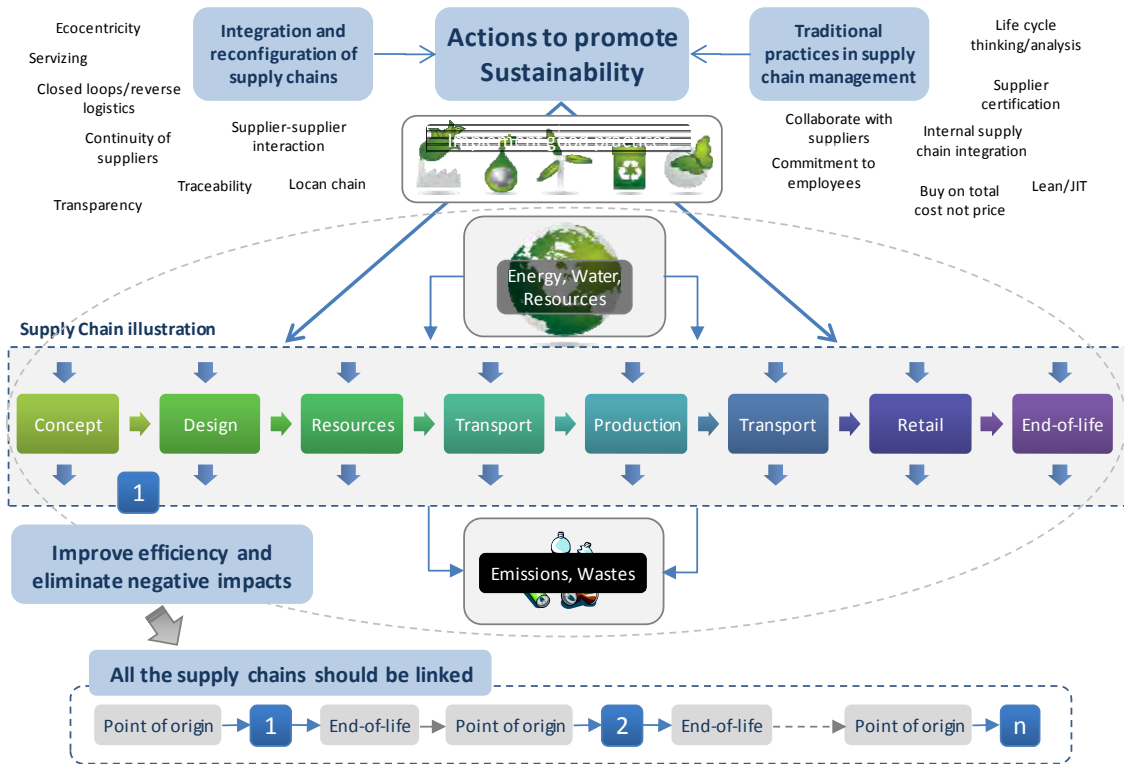 Ecocentricity
Servizing
Closed loops/reverse
logistics
Continuity of
suppliers
Supplier-supplier
interaction
Traceability
Locan chain
Transparency
Integration and
reconfiguration of
supply chains
Actions to promote
Sustainability
Traditional
practices in supply
chain management
Life cycle
thinking/analysis
Supplier
certification
Collaborate with
suppliers
Internal supply
chain integration
Commitment to
employees
Buy on total
cost not price
Lean/JIT
Implement good practices
Energy, Water,
Resources
Supply Chain illustration
Concept
Design
Resources
Transport
Production
Transport
Retail
End-of-life
1
Improve efficiency and
eliminate negative impacts
Emissions, Wastes
All the supply chains should be linked
Point of origin
1
End-of-life
Point of origin
2
End-of-life
Point of origin
n